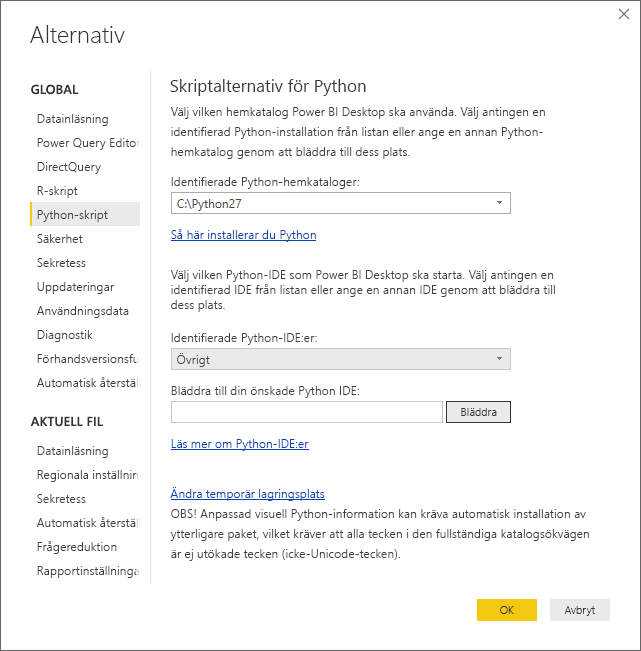 Alternativ
GLOBAL
Datainläsning
Power Query Editor
DirectQuery
R-skript
Python-skript
Säkerhet
Sekretess
Uppdateringar
Användningsdata
Diagnostik
Förhandsversionsfu
Automatisk återstäl
AKTUELL FIL
Datainläsning
Regionala inställnin
Sekretess
Automatisk återstäl
Frågereduktion
Rapportinställninga
Skriptalternativ för Python
Välj vilken hemkatalog Power BI Desktop ska använda. Välj antingen en
identifierad Python-installation från listan eller ange en annan Python-
hemkatalog genom att bläddra till dess plats.
Identifierade Python-hemkataloger:
C:\Python27
Så här installerar du Python
Välj vilken Python-IDE som Power BI Desktop ska starta. Välj antingen en
identifierad IDE från listan eller ange en annan IDE genom att bläddra till
dess plats.
Identifierade Python-IDE:er:
Övrigt
Bläddra till din önskade Python IDE:
Bläddra
Läs mer om Python-IDE:er
Ändra temporär lagringsplats
OBS! Anpassad visuell Python-information kan kräva automatisk installation av
ytterligare paket, vilket kräver att alla tecken i den fullständiga katalogsökvägen
är ej utökade tecken (icke-Unicode-tecken).
OK
Avbryt